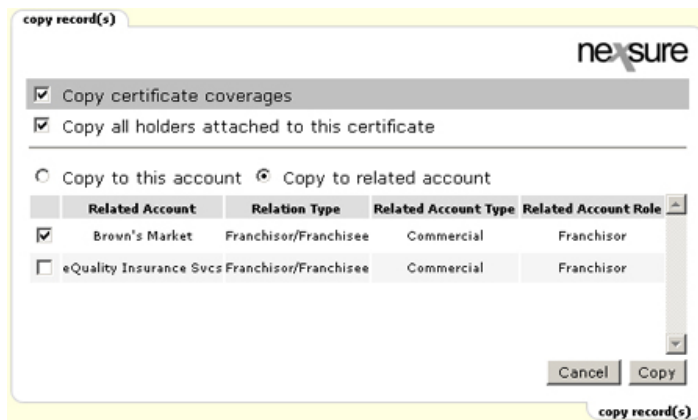 copy record(s)
nexsure
Copy certificate coverages
Copy all holders attached to this certificate
Copy to this account Copy to related account
Related Account Relation Type Related Account Type Related Account Role
Brown's Market Franchisor/Franchisee Commercial Franchisor
eQuality Insurance Svcs Franchisor/Franchisee Commercial Franchisor
Cancel Copy
copy record(s)